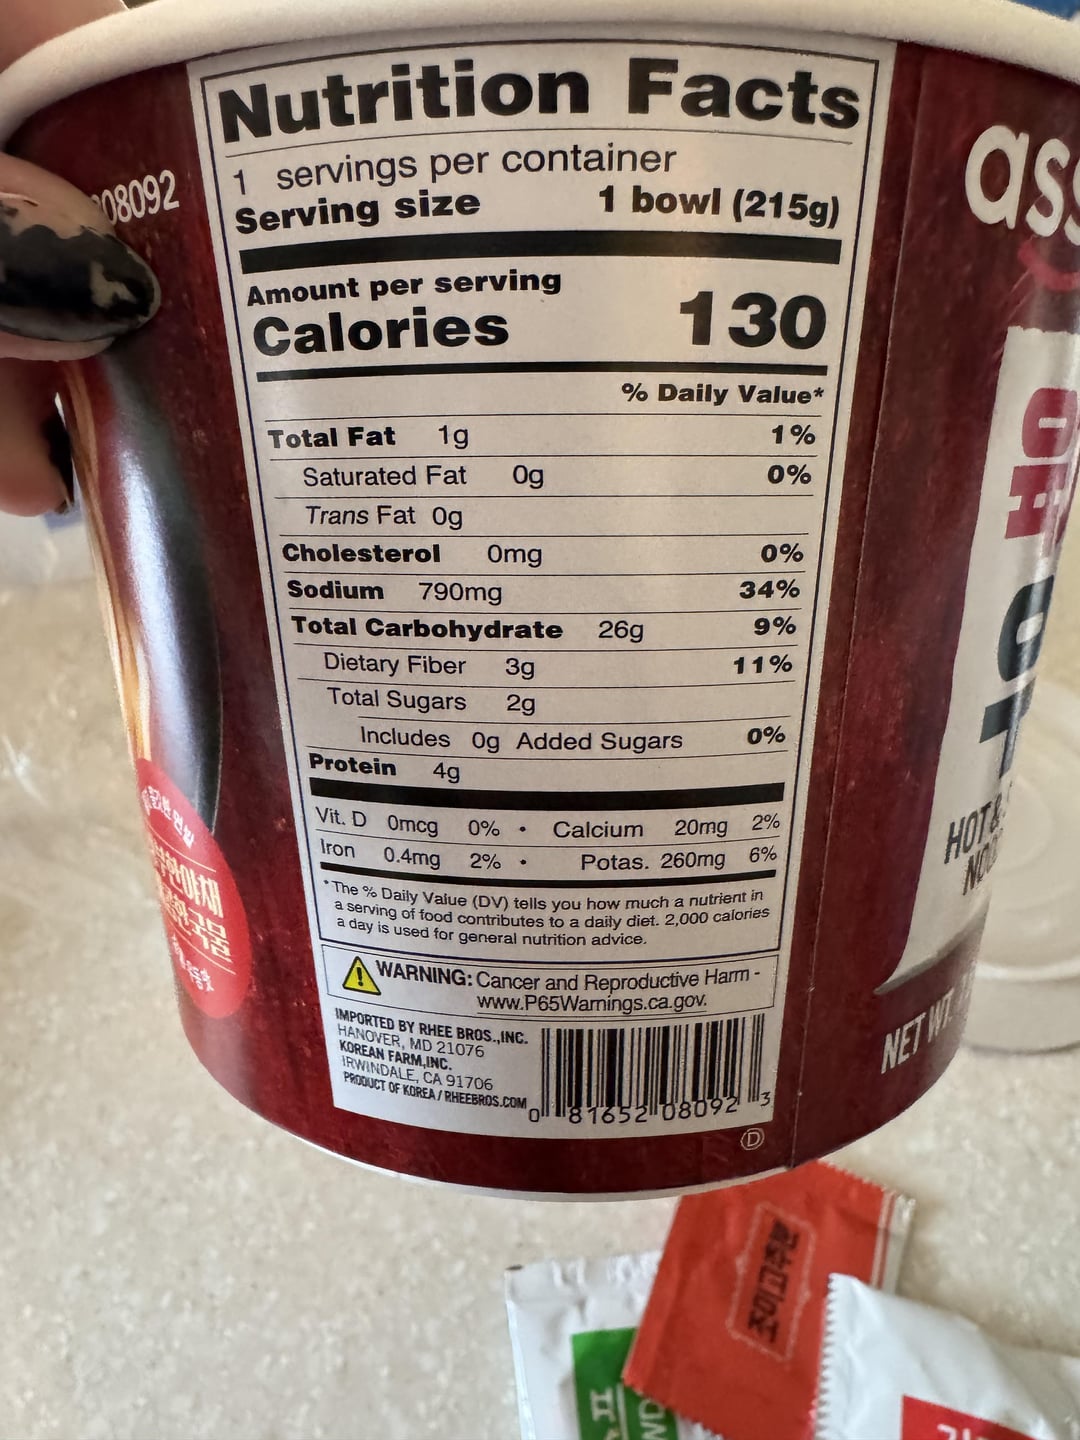 Nutrition Facts
1 servings per container
Serving size 1 bowl (215g)
Amount per serving
Calories 130
% Daily Value*
Total Fat 1g 1%
Saturated Fat 0g 0%
Trans Fat 0g
Cholesterol 0mg 0%
Sodium 790mg 34%
Total Carbohydrate 26g 9%
Dietary Fiber 3g 11%
Total Sugars 2g
Includes 0g Added Sugars 0%
Protein 4g
Vit. D 0mcg 0% • Calcium 20mg 2%
Iron 0.4mg 2% • Potas. 260mg 6%
*The % Daily Value (DV) tells you how much a nutrient in
a serving of food contributes to a daily diet. 2,000 calories
a day is used for general nutrition advice.
WARNING: Cancer and Reproductive Harm -
www.P65Warnings.ca.gov.
IMPORTED BY RHEE BROS.,INC.
HANOVER, MD 21076
KOREAN FARM,INC.
IRWINDALE, CA 91706
PRODUCT OF KOREA / RHEEBROS.COM
0 81652 08092 3
D
08092
ass
HOT &
NET WT.